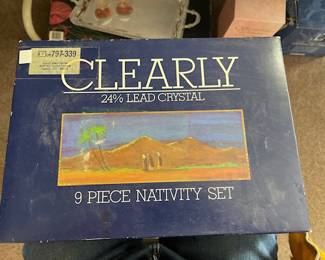 CLEARLY
24% LEAD CRYSTAL
9 PIECE NATIVITY SET